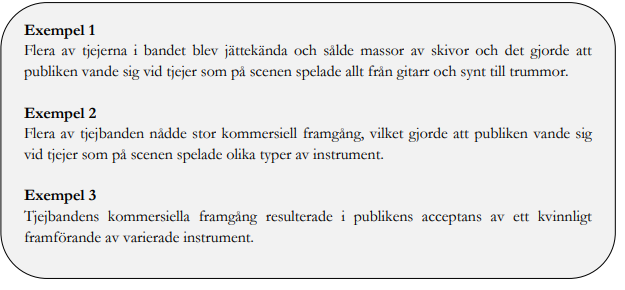 Exempel 1
Flera av tjejerna i bandet blev jättekända och sålde massor av skivor och det gjorde att
publiken vande sig vid tjejer som på scenen spelade allt från gitarr och synt till trummor.
Exempel 2
Flera av tjejbanden nådde stor kommersiell framgång, vilket gjorde att publiken vande sig
vid tjejer som på scenen spelade olika typer av instrument.
Exempel 3
Tjejbandens kommersiella framgång resulterade i publikens acceptans av ett kvinnligt
framförande av varierade instrument.